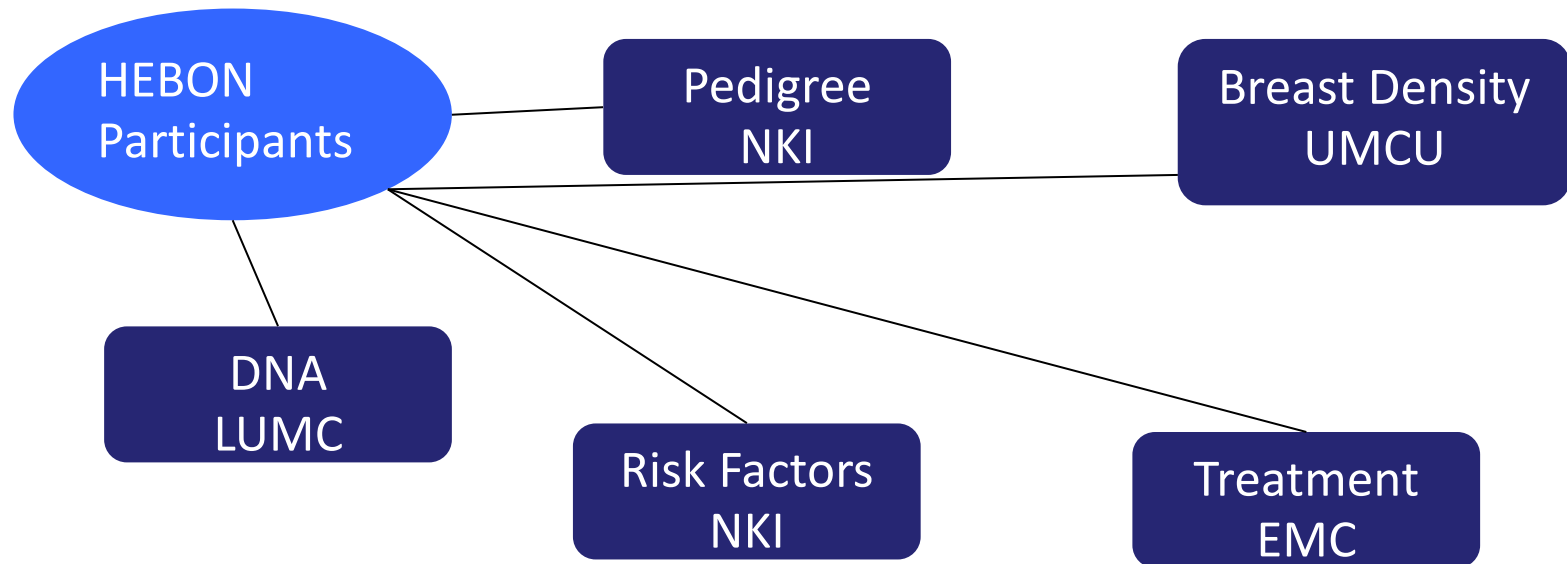 HEBON
Participants
Pedigree
NKI
Breast Density
UMCU
DNA
LUMC
Risk Factors
NKI
Treatment
EMC